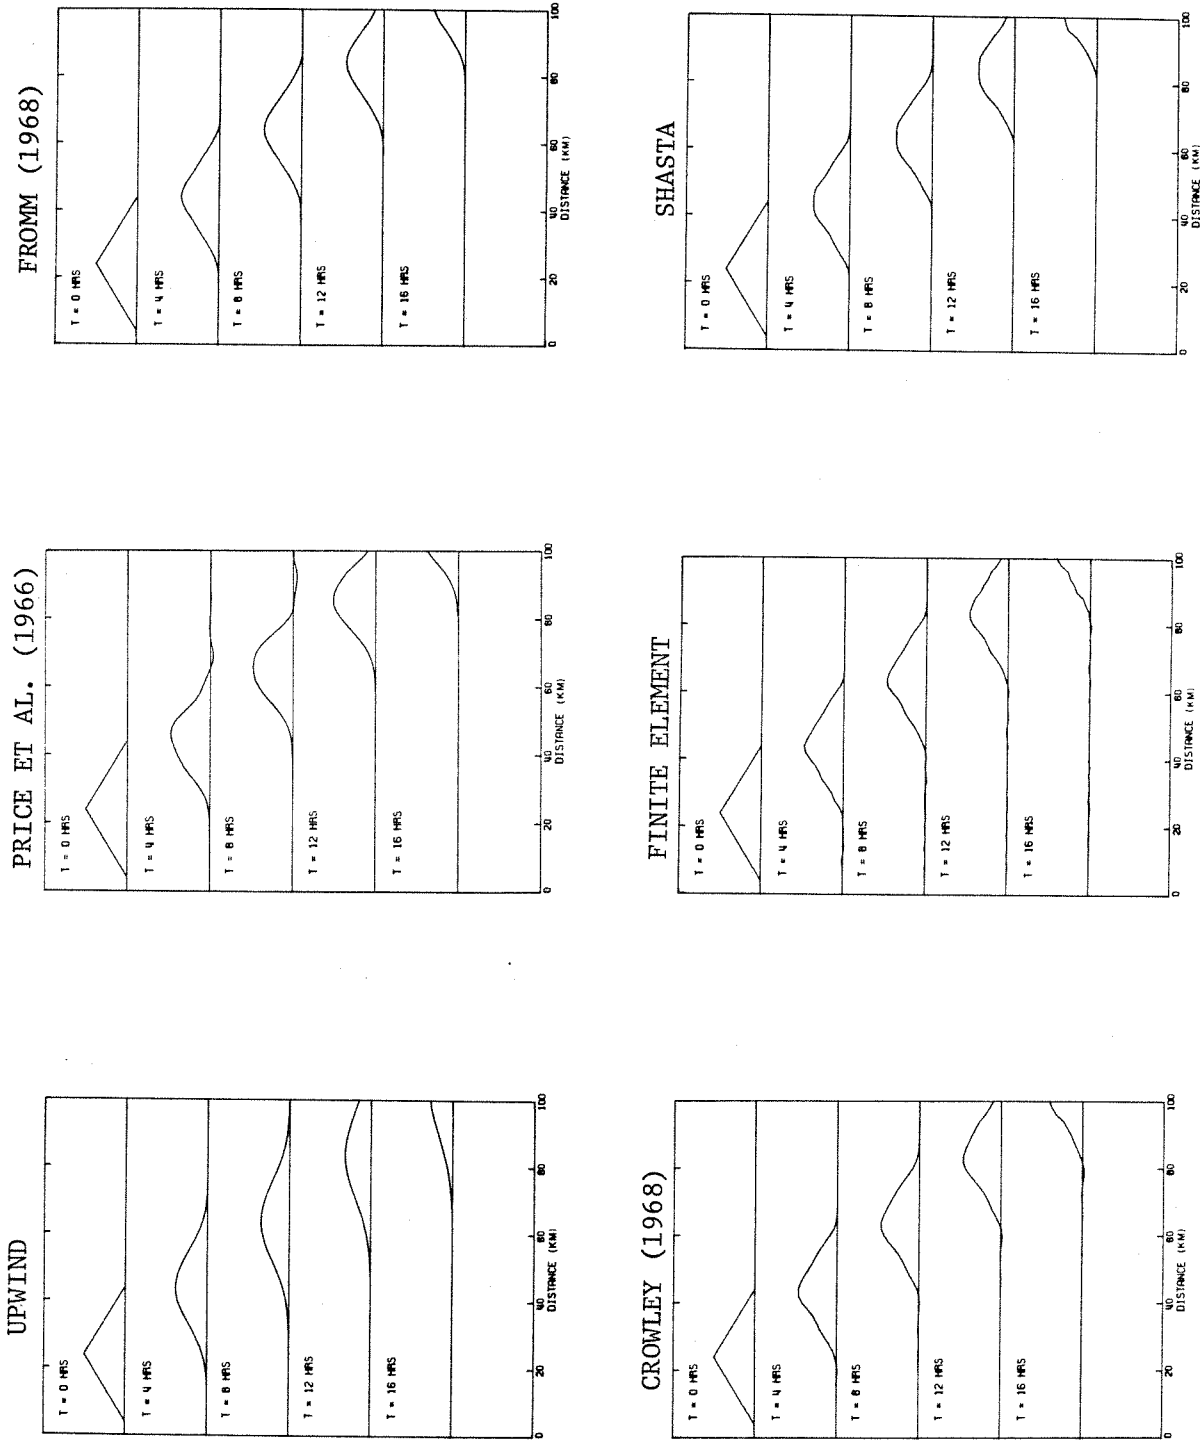 UPWIND
T = 0 HRS
T = 4 HRS
T = 8 HRS
T = 12 HRS
T = 16 HRS
0 20 40 60 80 100
DISTANCE (KM)
PRICE ET AL. (1966)
T = 0 HRS
T = 4 HRS
T = 8 HRS
T = 12 HRS
T = 16 HRS
0 20 40 60 80 100
DISTANCE (KM)
FROMM (1968)
T = 0 HRS
T = 4 HRS
T = 8 HRS
T = 12 HRS
T = 16 HRS
0 20 40 60 80 100
DISTANCE (KM)
CROWLEY (1968)
T = 0 HRS
T = 4 HRS
T = 8 HRS
T = 12 HRS
T = 16 HRS
0 20 40 60 80 100
DISTANCE (KM)
FINITE ELEMENT
T = 0 HRS
T = 4 HRS
T = 8 HRS
T = 12 HRS
T = 16 HRS
0 20 40 60 80 100
DISTANCE (KM)
SHASTA
T = 0 HRS
T = 4 HRS
T = 8 HRS
T = 12 HRS
T = 16 HRS
0 20 40 60 80 100
DISTANCE (KM)